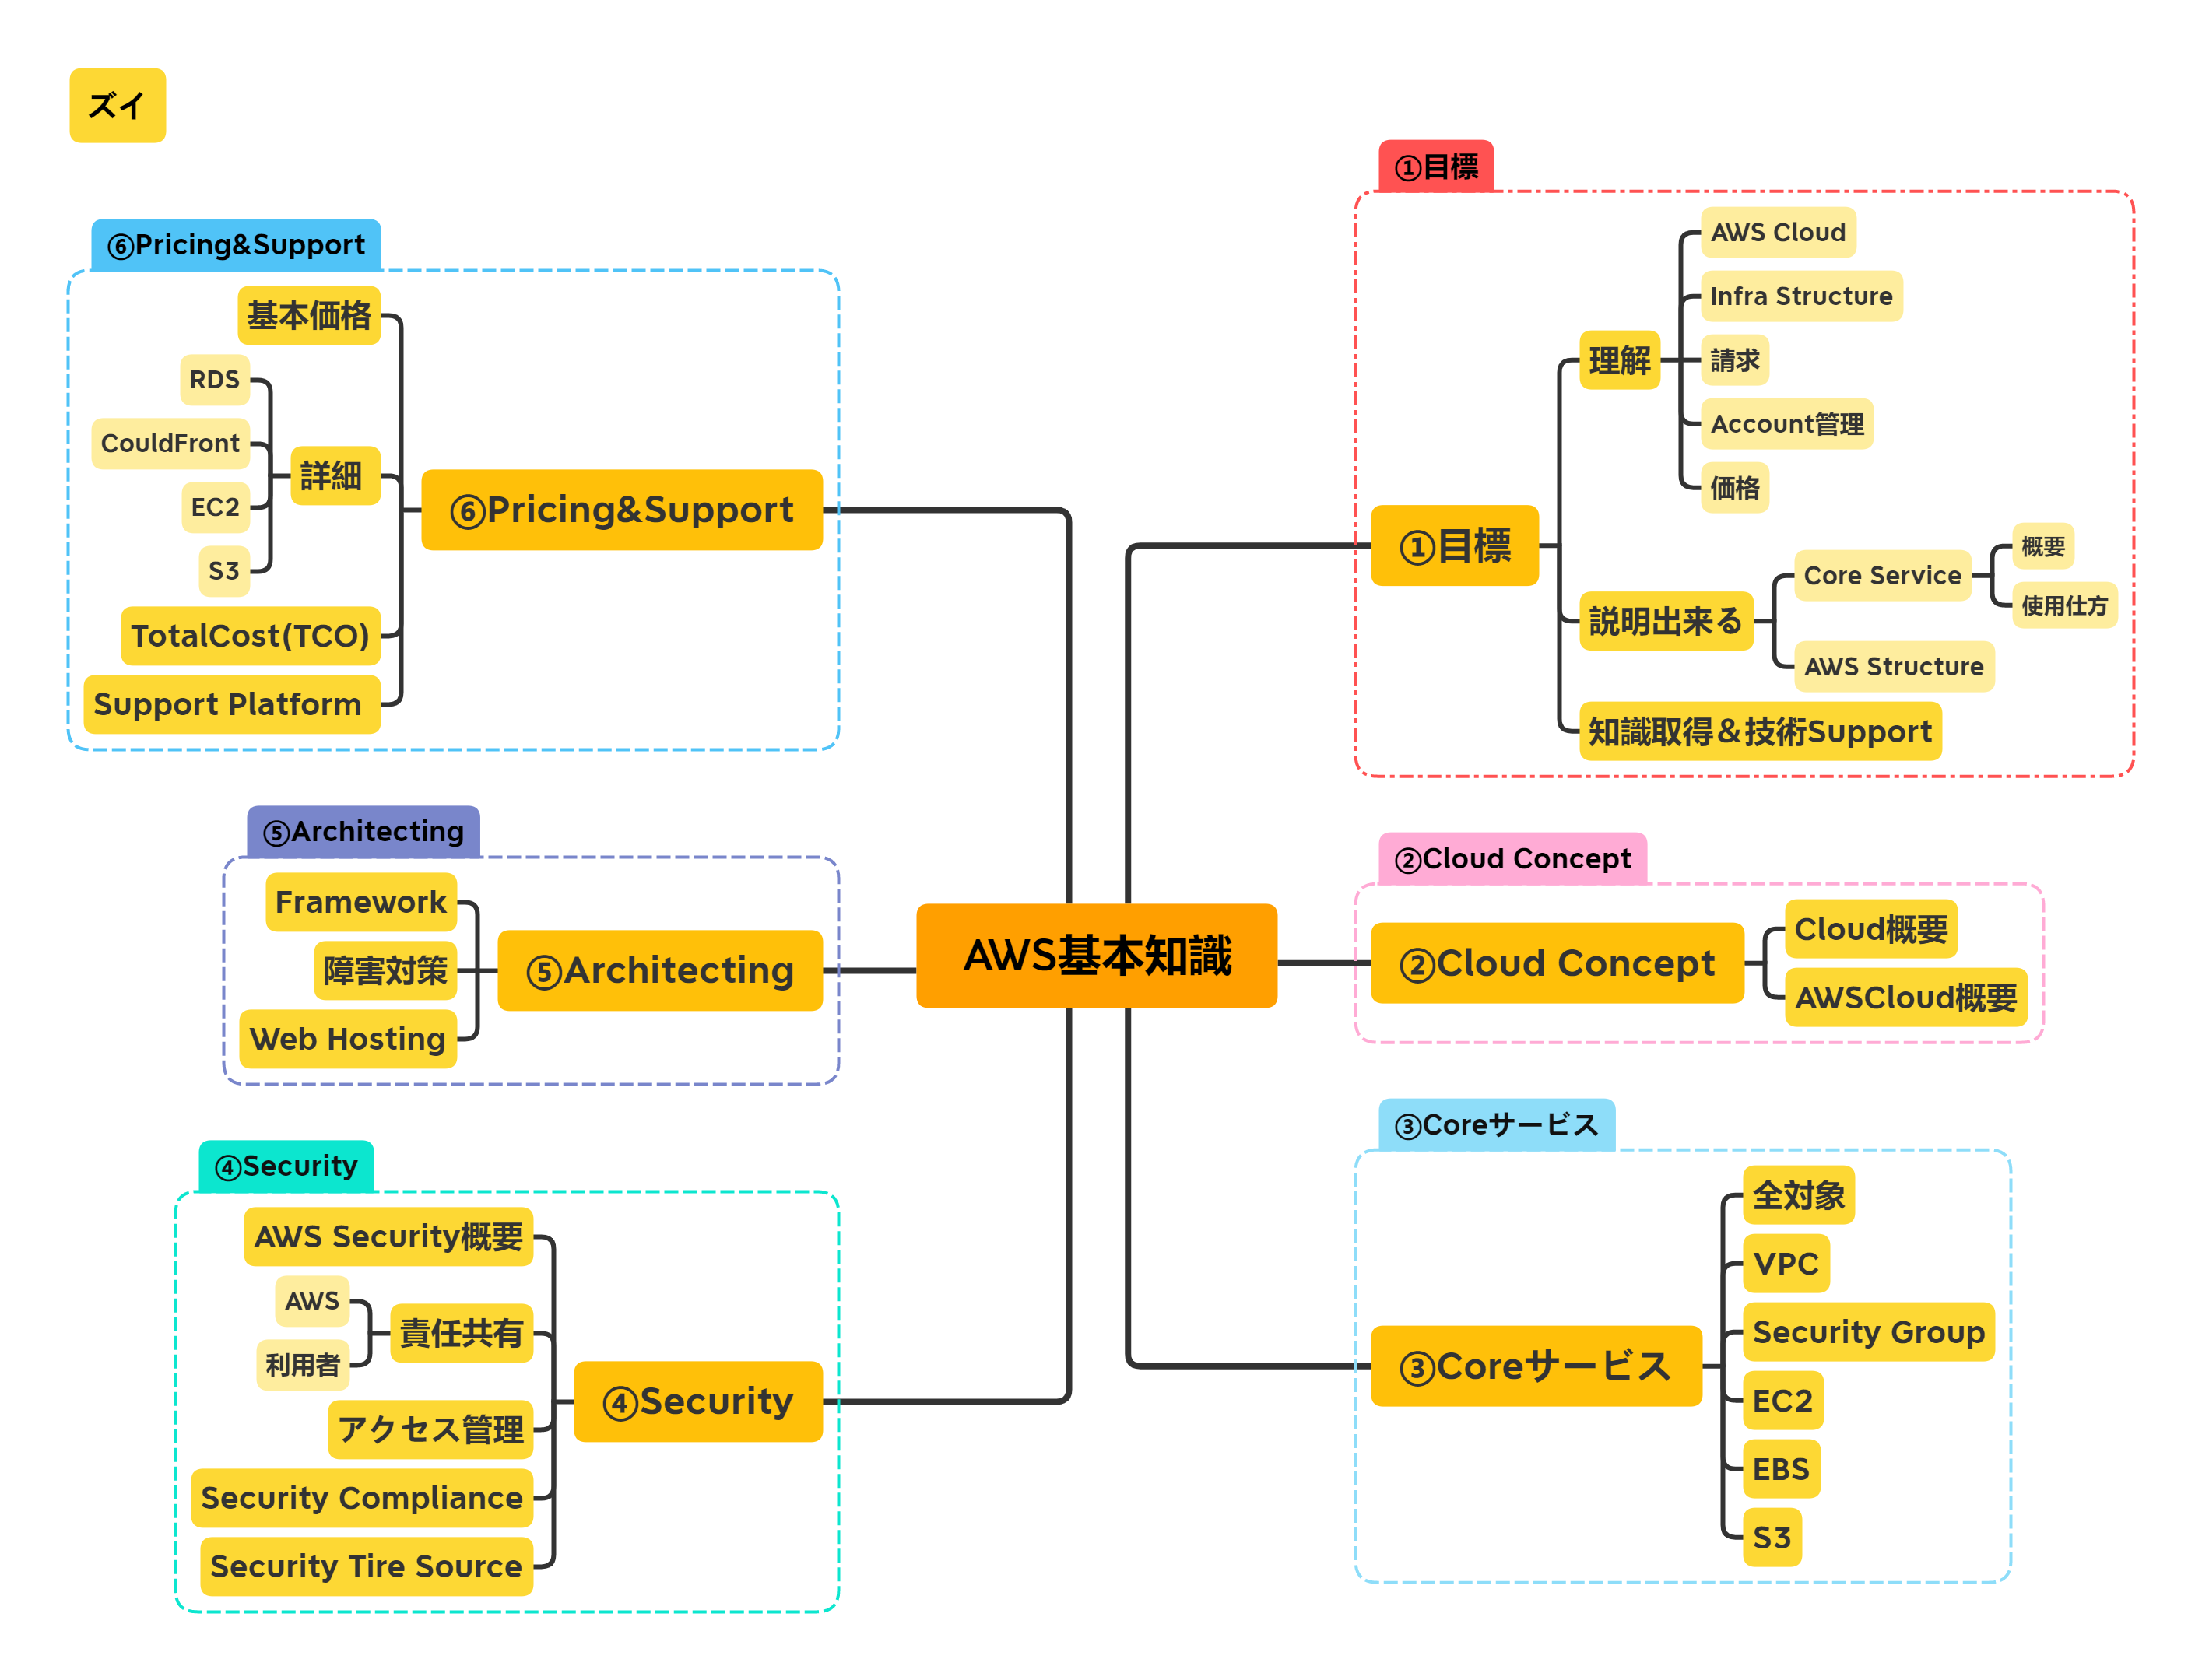 ズイ
①目標
AWS Cloud
Infra Structure
請求
Account管理
価格
理解
①目標
説明出来る
Core Service
概要
使用仕方
AWS Structure
知識取得＆技術Support
②Cloud Concept
②Cloud Concept
Cloud概要
AWSCloud概要
③Coreサービス
③Coreサービス
全対象
VPC
Security Group
EC2
EBS
S3
AWS基本知識
⑥Pricing&Support
基本価格
RDS
CouldFront
EC2
S3
詳細
⑥Pricing&Support
TotalCost(TCO)
Support Platform
⑤Architecting
Framework
障害対策
Web Hosting
⑤Architecting
④Security
AWS Security概要
AWS
利用者
責任共有
④Security
アクセス管理
Security Compliance
Security Tire Source